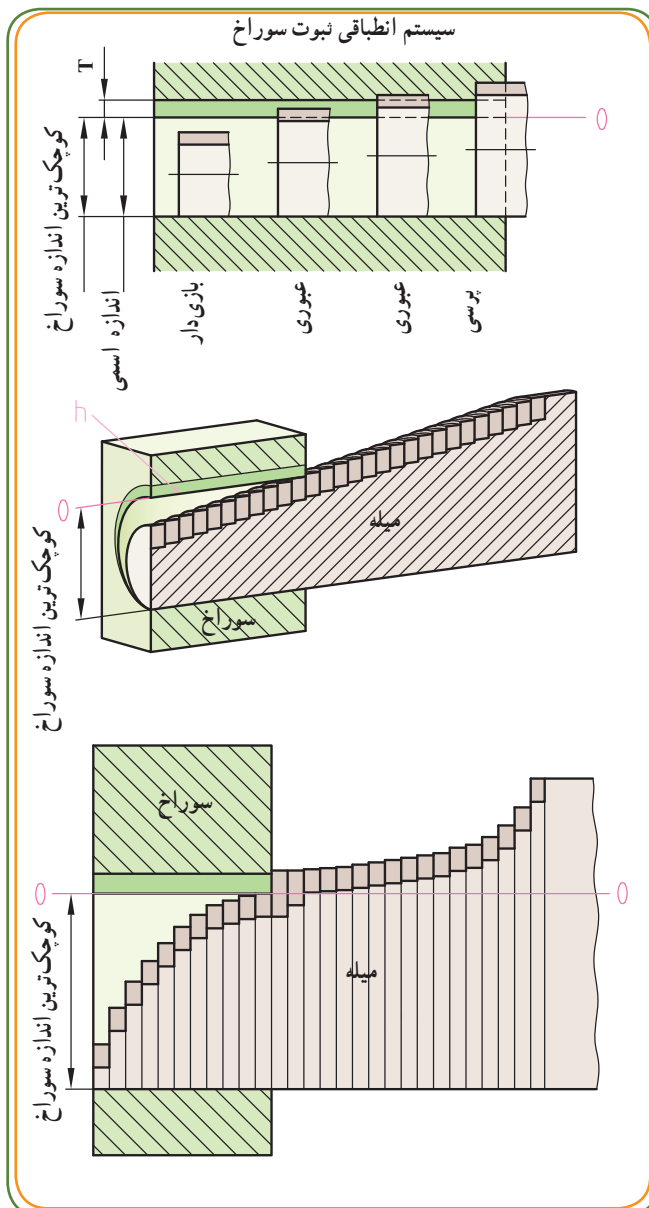 سیستم انطباقی ثبوت سوراخ
T
0
کوچک‌ترین اندازه سوراخ
اندازه اسمی
بازی‌دار
عبوری
عبوری
پرسی
h
0
کوچک‌ترین اندازه سوراخ
میله
سوراخ
سوراخ
0
0
کوچک‌ترین اندازه سوراخ
میله